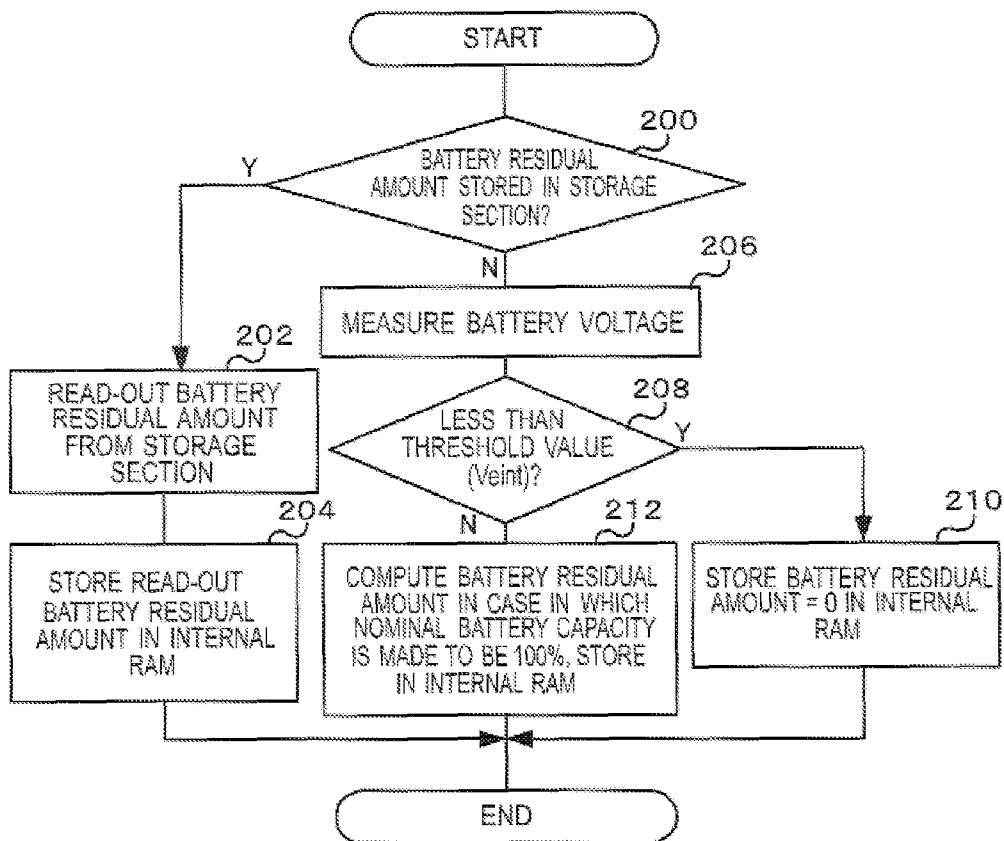 START
200
BATTERY RESIDUAL
AMOUNT STORED IN STORAGE
SECTION?
Y
N
206
MEASURE BATTERY VOLTAGE
202
READ-OUT BATTERY
RESIDUAL AMOUNT
FROM STORAGE
SECTION
208
LESS THAN
THRESHOLD VALUE
(Veint)?
Y
N
204
STORE READ-OUT
BATTERY RESIDUAL
AMOUNT IN INTERNAL
RAM
212
COMPUTE BATTERY RESIDUAL
AMOUNT IN CASE IN WHICH
NOMINAL BATTERY CAPACITY
IS MADE TO BE 100%, STORE
IN INTERNAL RAM
210
STORE BATTERY RESIDUAL
AMOUNT = 0 IN INTERNAL
RAM
END